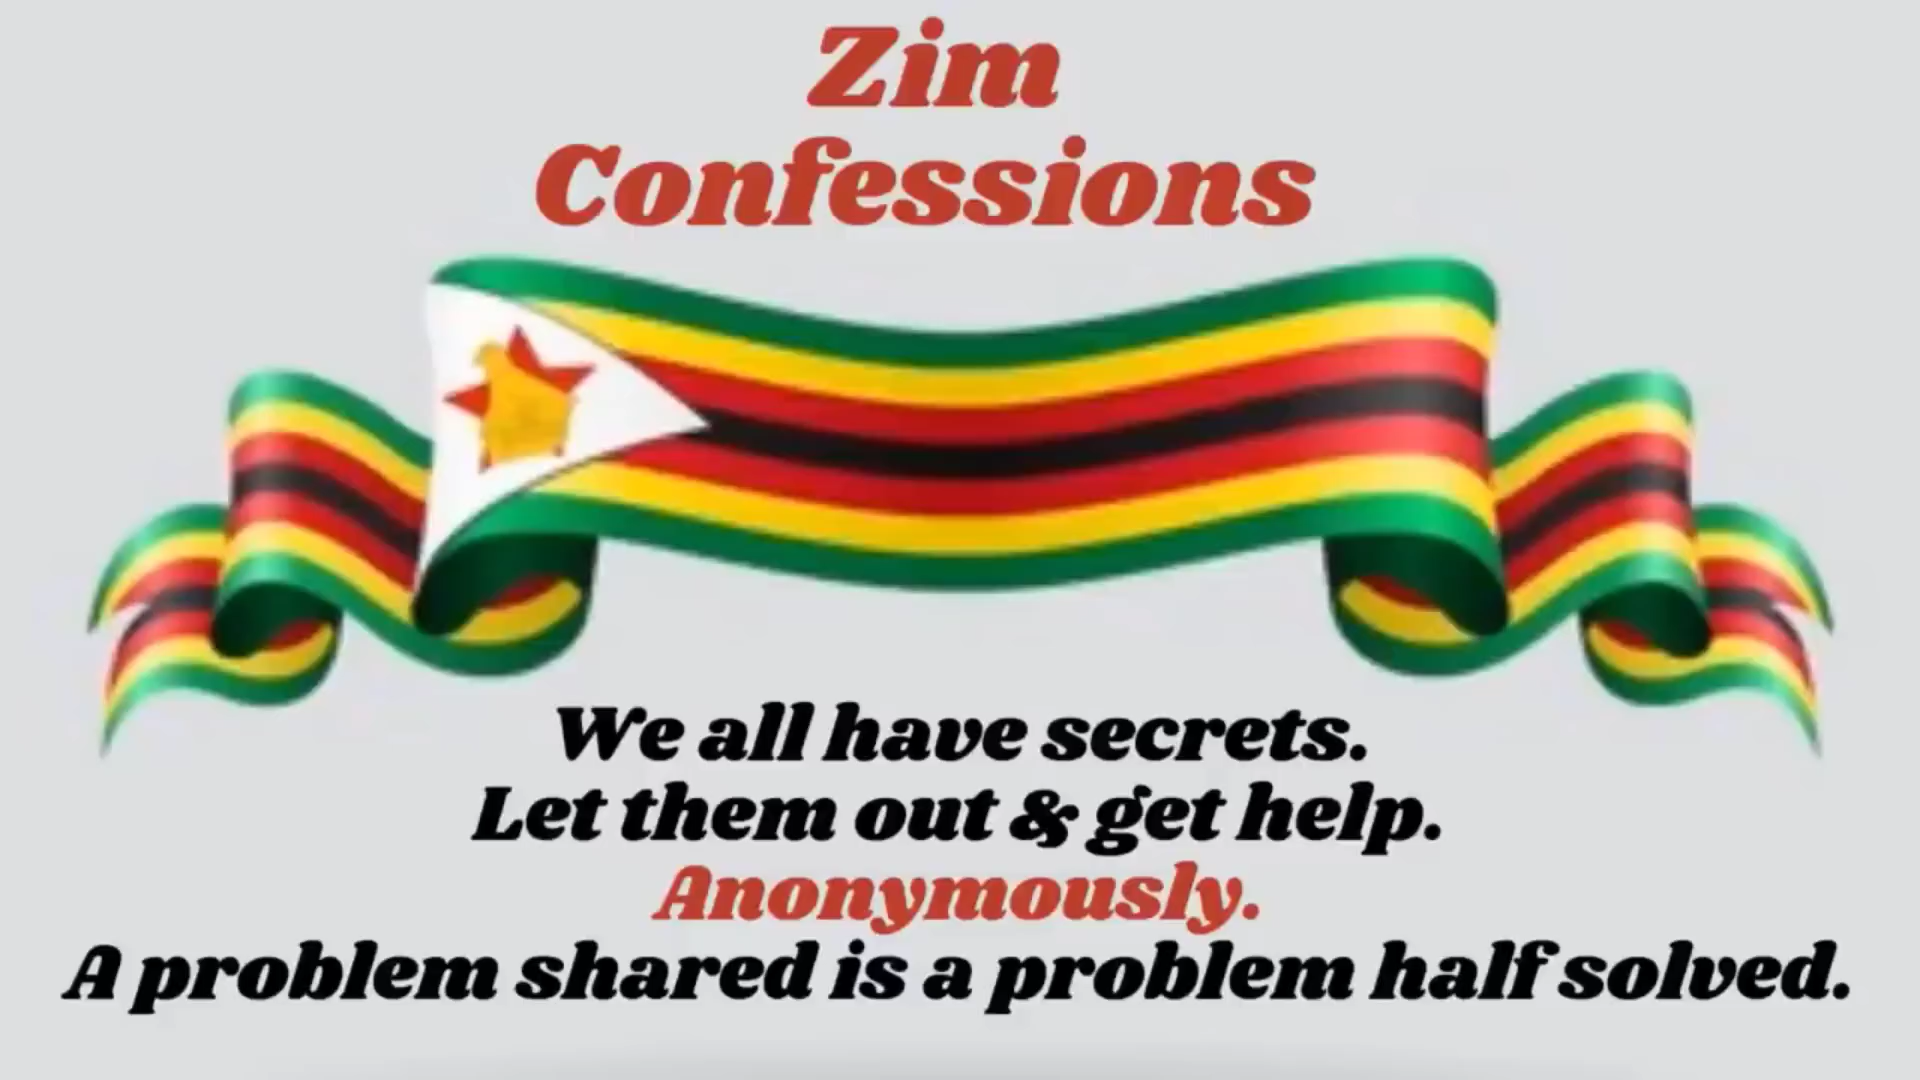 Zim
Confessions
We all have secrets.
Let them out & get help.
Anonymously.
A problem shared is a problem half solved.